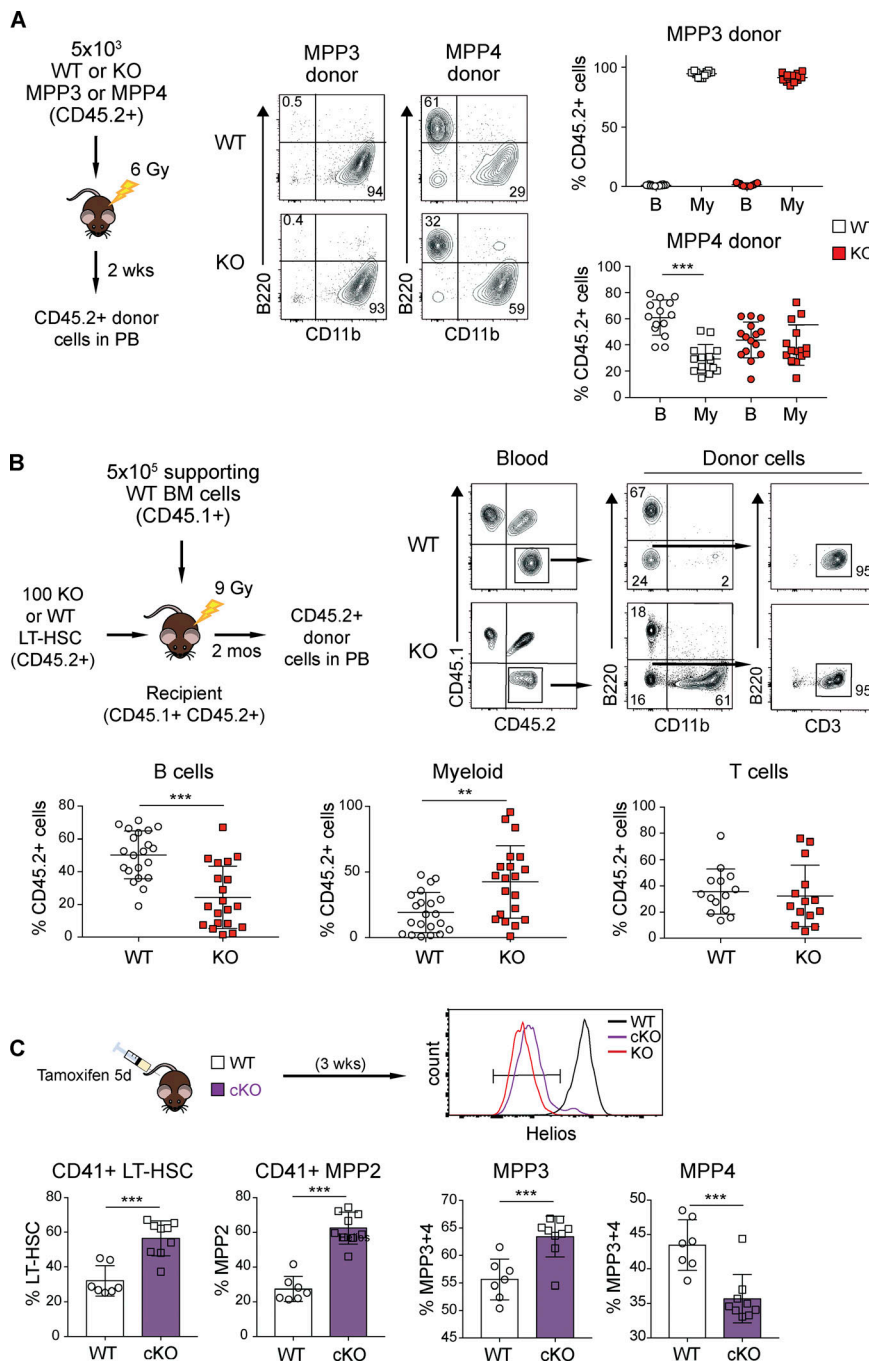 A
5x10³
WT or KO
MPP3 or MPP4
(CD45.2+)
6 Gy
2 wks
CD45.2+ donor
cells in PB
MPP3
donor
MPP4
donor
WT
0.5
94
61
29
KO
0.4
93
32
59
B220
B220
CD11b
CD11b
MPP3 donor
% CD45.2+ cells
100
50
0
B
My
B
My
WT
KO
MPP4 donor
% CD45.2+ cells
100
80
60
40
20
0
***
B
My
B
My
B
5x10⁵ supporting
WT BM cells
(CD45.1+)
100 KO
or WT
LT-HSC
(CD45.2+)
9 Gy
2 mos
CD45.2+
donor
cells in PB
Recipient
(CD45.1+ CD45.2+)
Blood
Donor cells
WT
67
24
2
95
KO
18
16
61
95
CD45.1
B220
B220
CD45.2
CD11b
CD3
B cells
% CD45.2+ cells
80
60
40
20
0
***
WT
KO
Myeloid
% CD45.2+ cells
100
50
0
**
WT
KO
T cells
% CD45.2+ cells
100
80
60
40
20
0
WT
KO
C
Tamoxifen 5d
WT
cKO
(3 wks)
count
WT
cKO
KO
Helios
CD41+ LT-HSC
% LT-HSC
80
60
40
20
0
***
WT
cKO
CD41+ MPP2
% MPP2
80
60
40
20
0
***
Helios
WT
cKO
MPP3
% MPP3+4
70
65
60
55
50
45
***
WT
cKO
MPP4
% MPP3+4
50
45
40
35
30
***
WT
cKO